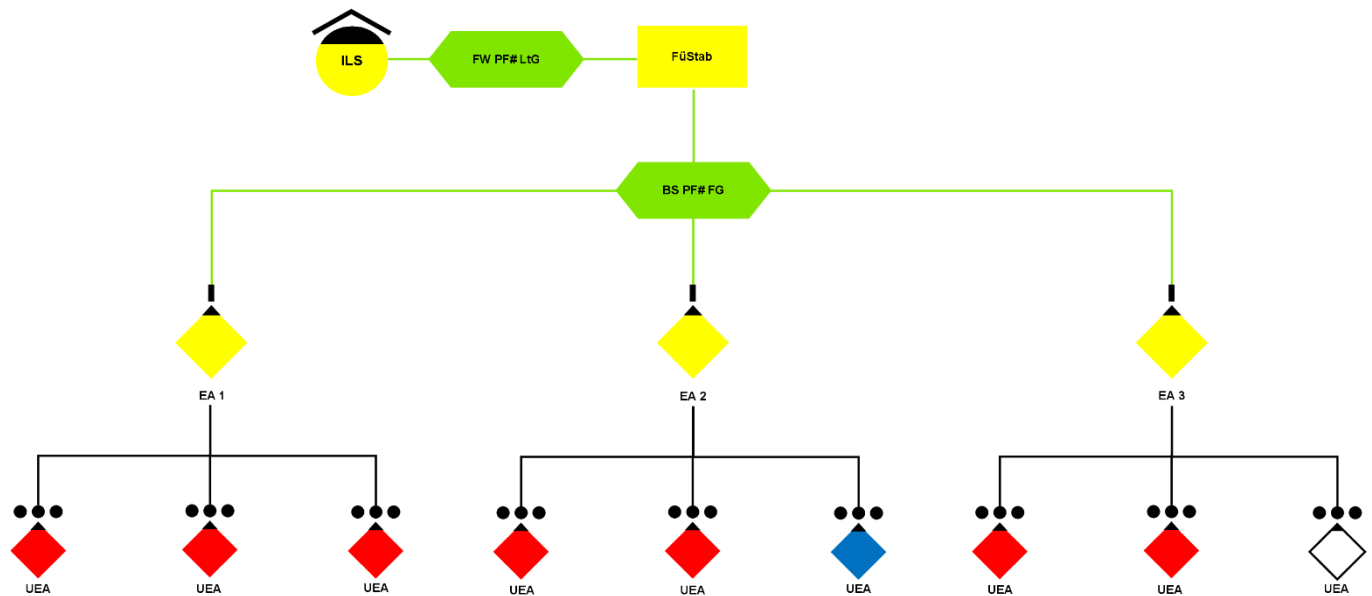 ILS
FW PF# LtG
FüStab
BS PF# FG
EA 1
EA 2
EA 3
UEA
UEA
UEA
UEA
UEA
UEA
UEA
UEA
UEA